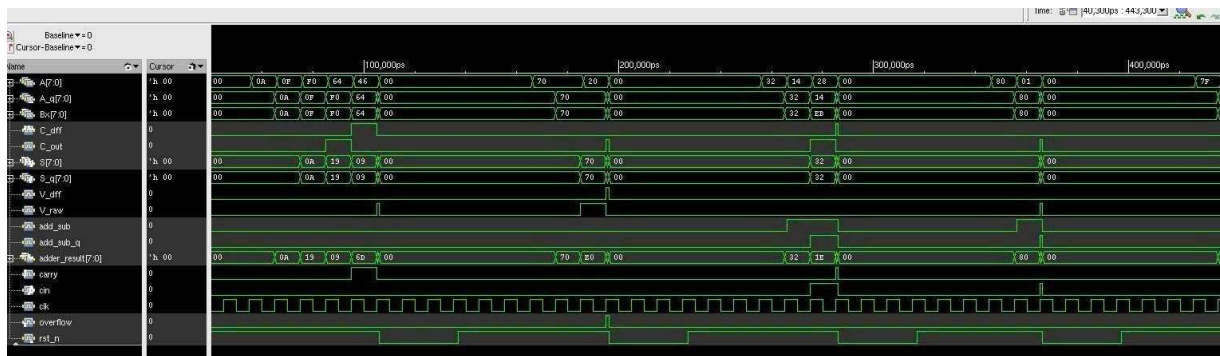 Time: 40,300ps : 443,300
Baseline ▾ = 0
Cursor-Baseline ▾ = 0
Name Cursor 100,000ps 200,000ps 300,000ps 400,000ps
A[7:0] 'h 00 00 0A 0F F0 64 46 00 70 20 00 32 14 28 00 80 01 00 7F
A_q[7:0] 'h 00 00 0A 0F F0 64 00 70 00 32 14 00 80 00
Bx[7:0] 'h 00 00 0A 0F F0 64 00 70 00 32 EB 00 80 00
C_dff 0
C_out 0
S[7:0] 'h 00 00 0A 19 09 00 70 00 32 00 00
S_q[7:0] 'h 00 0A 19 09 00 70 00 32 00 00
V_dff 0
V_raw 0
add_sub 0
add_sub_q 0
adder_result[7:0] 'h 00 00 0A 19 09 6D 00 70 E0 00 32 1E 00 80 00
carry 0
cin 0
clk 0
overflow 0
rst_n 0